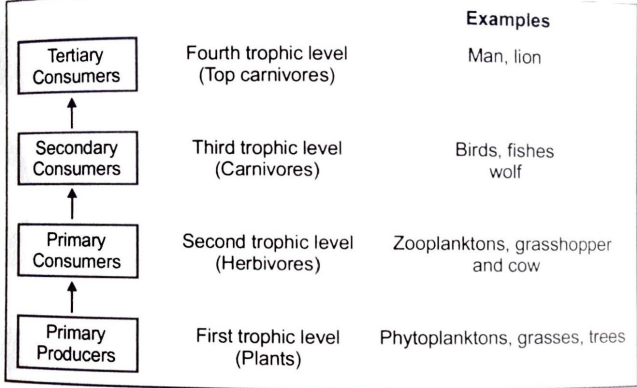 Examples
Tertiary Consumers
Fourth trophic level (Top carnivores)
Man, lion
Secondary Consumers
Third trophic level (Carnivores)
Birds, fishes wolf
Primary Consumers
Second trophic level (Herbivores)
Zooplanktons, grasshopper and cow
Primary Producers
First trophic level (Plants)
Phytoplanktons, grasses, trees